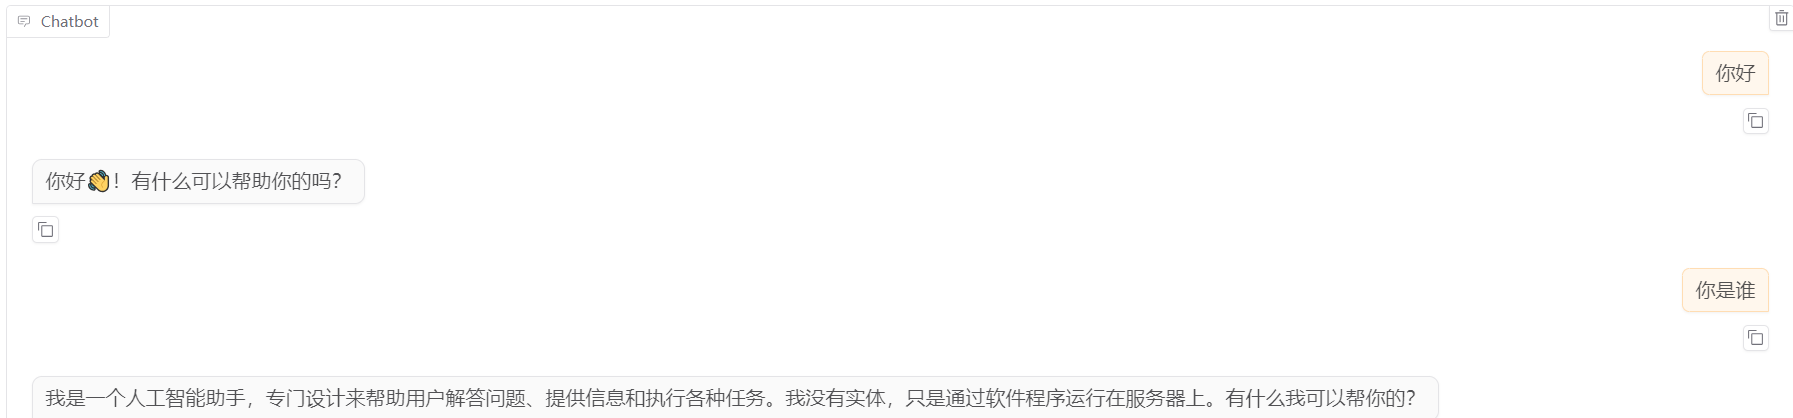 Chatbot
你好
你好👏！有什么可以帮助你的吗？
你是谁
我是一个人工智能助手，专门设计来帮助用户解答问题、提供信息和执行各种任务。我没有实体，只是通过软件程序运行在服务器上。有什么我可以帮你的？